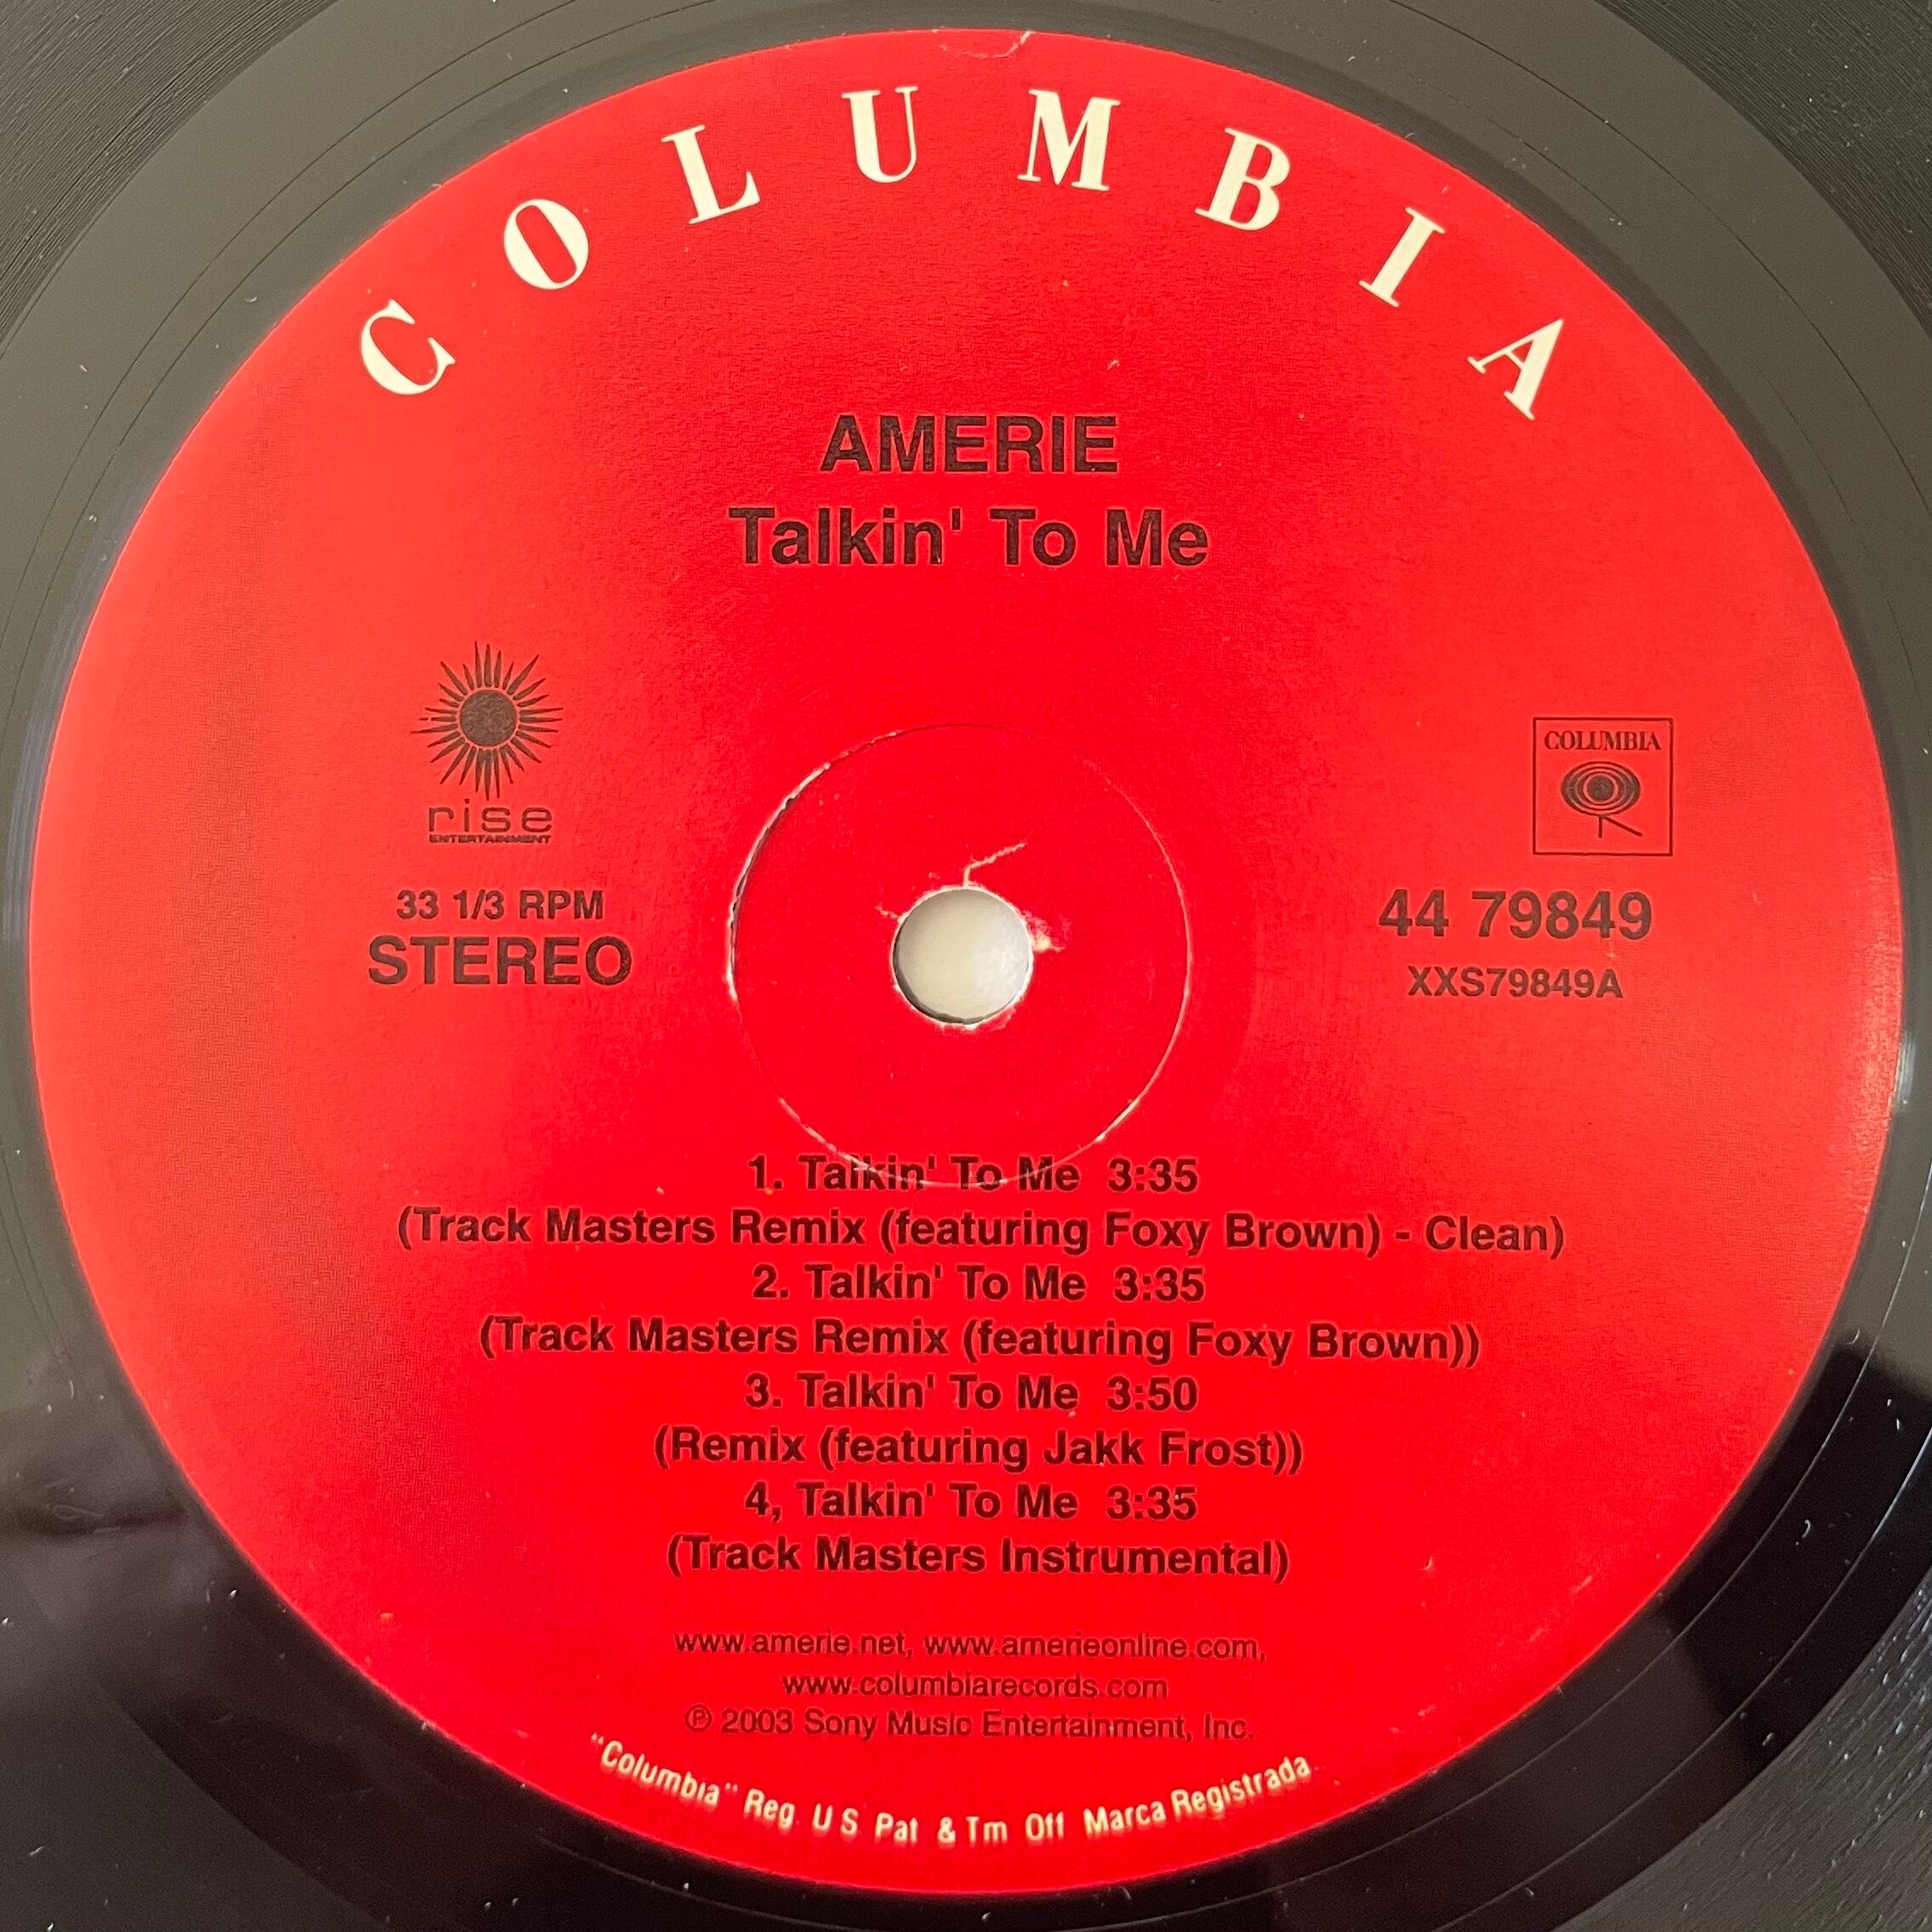 COLUMBIA
AMERIE
Talkin' To Me
rise
ENTERTAINMENT
33 1/3 RPM
STEREO
COLUMBIA
44 79849
XXS79849A
1. Talkin' To Me 3:35
(Track Masters Remix (featuring Foxy Brown) - Clean)
2. Talkin' To Me 3:35
(Track Masters Remix (featuring Foxy Brown))
3. Talkin' To Me 3:50
(Remix (featuring Jakk Frost))
4, Talkin' To Me 3:35
(Track Masters Instrumental)
www.amerie.net, www.amerieonline.com,
www.columbiarecords.com
℗ 2003 Sony Music Entertainment, Inc.
"Columbia" Reg. U S Pat & Tm Off Marca Registrada